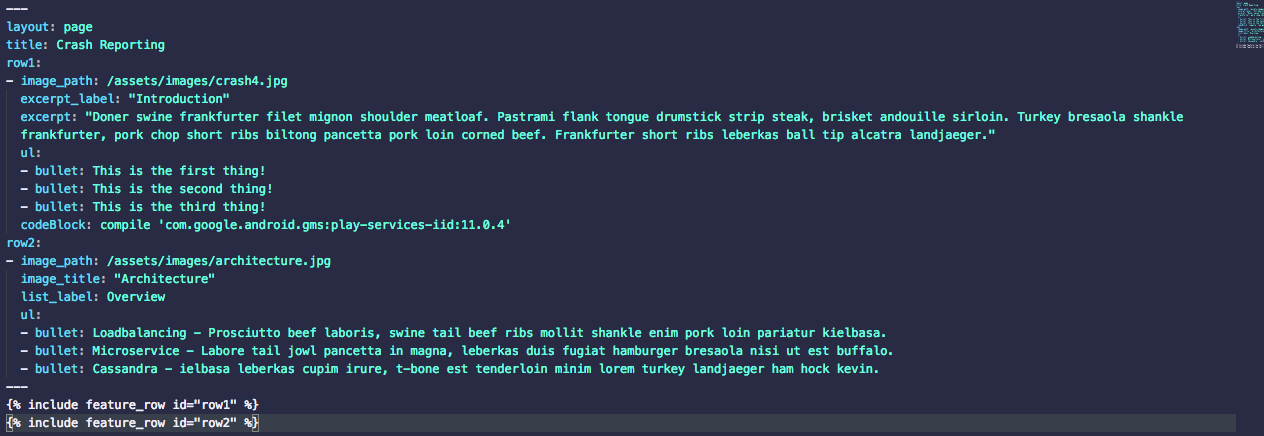 ---
layout: page
title: Crash Reporting
row1:
- image_path: /assets/images/crash4.jpg
  excerpt_label: "Introduction"
  excerpt: "Doner swine frankfurter filet mignon shoulder meatloaf. Pastrami flank tongue drumstick strip steak, brisket andouille sirloin. Turkey bresaola shankle
  frankfurter, pork chop short ribs biltong pancetta pork loin corned beef. Frankfurter short ribs leberkas ball tip alcatra landjaeger."
  ul:
  - bullet: This is the first thing!
  - bullet: This is the second thing!
  - bullet: This is the third thing!
  codeBlock: compile 'com.google.android.gms:play-services-iid:11.0.4'
row2:
- image_path: /assets/images/architecture.jpg
  image_title: "Architecture"
  list_label: Overview
  ul:
  - bullet: Loadbalancing - Prosciutto beef laboris, swine tail beef ribs mollit shankle enim pork loin pariatur kielbasa.
  - bullet: Microservice - Labore tail jowl pancetta in magna, leberkas duis fugiat hamburger bresaola nisi ut est buffalo.
  - bullet: Cassandra - ielbasa leberkas cupim irure, t-bone est tenderloin minim lorem turkey landjaeger ham hock kevin.
---
{% include feature_row id="row1" %}
{% include feature_row id="row2" %}